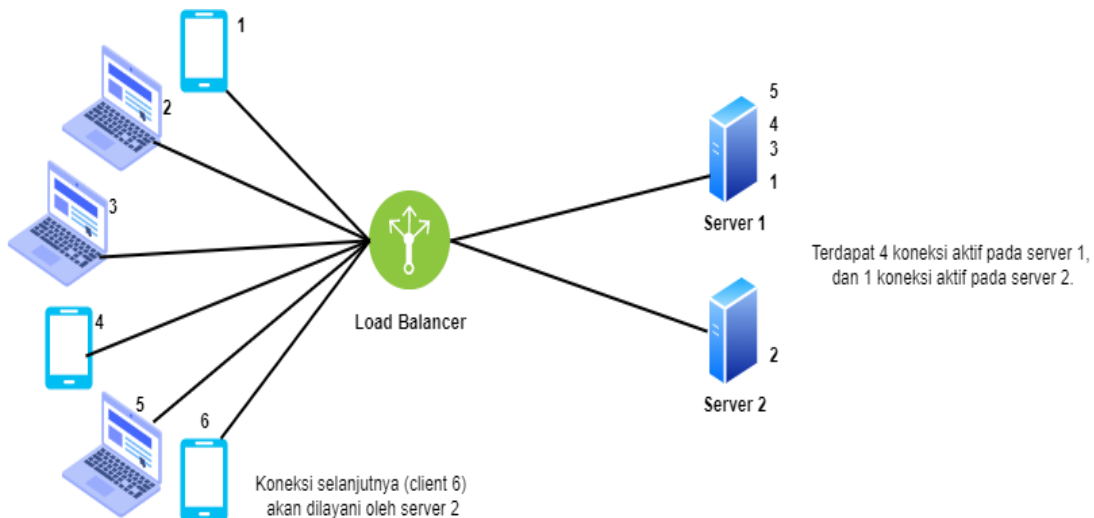 1
2
3
4
5
6
Koneksi selanjutnya (client 6)
akan dilayani oleh server 2
Load Balancer
5
4
3
1
Server 1
2
Server 2
Terdapat 4 koneksi aktif pada server 1,
dan 1 koneksi aktif pada server 2.